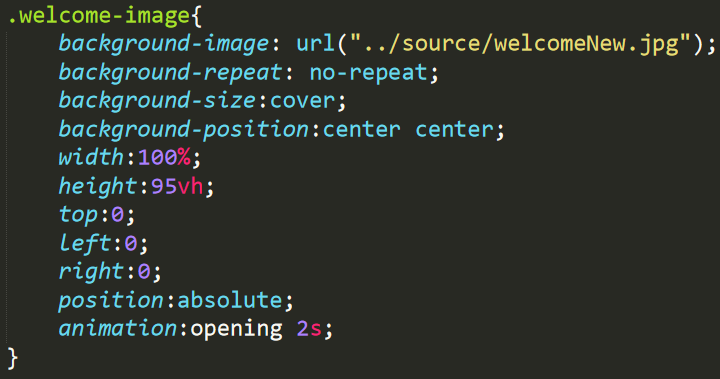 .welcome-image{
background-image: url("../source/welcomeNew.jpg");
background-repeat: no-repeat;
background-size:cover;
background-position:center center;
width:100%;
height:95vh;
top:0;
left:0;
right:0;
position:absolute;
animation:opening 2s;
}